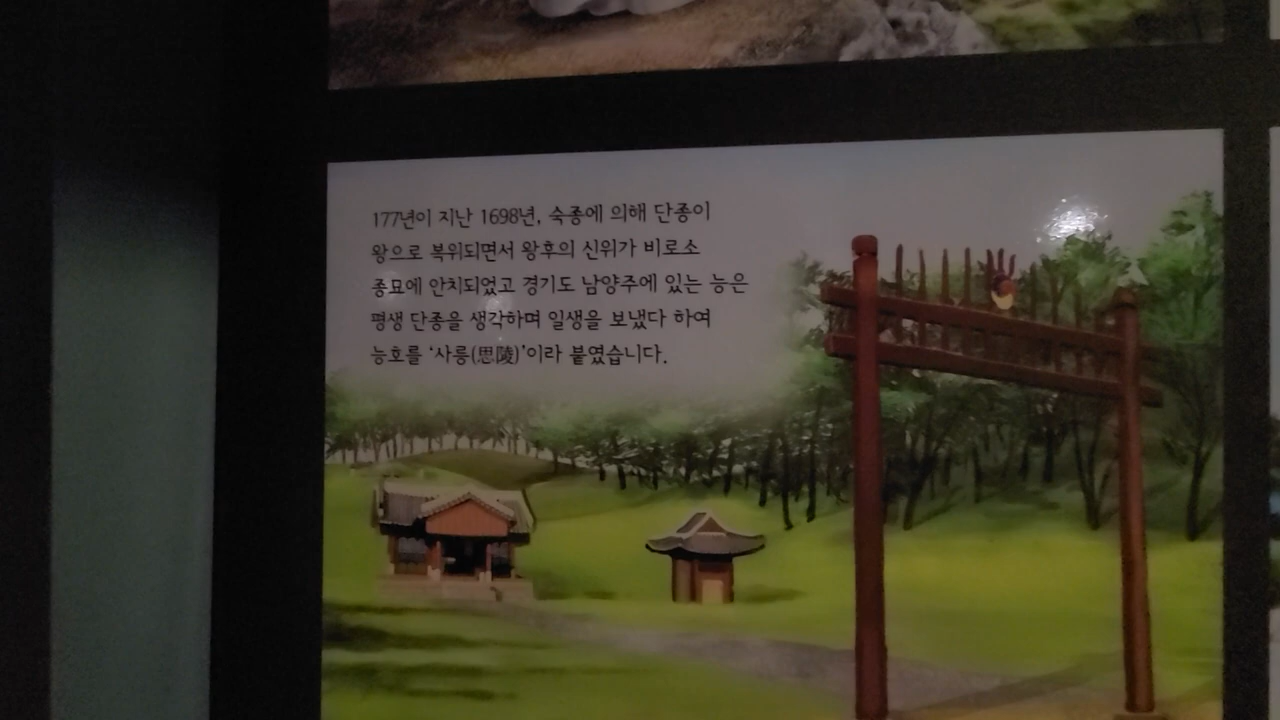 177년이 지난 1698년, 숙종에 의해 단종이
왕으로 복위되면서 왕후의 신위가 비로소
종묘에 안치되었고 경기도 남양주에 있는 능은
평생 단종을 생각하며 일생을 보냈다 하여
능호를 ‘사릉(思陵)’이라 붙였습니다.